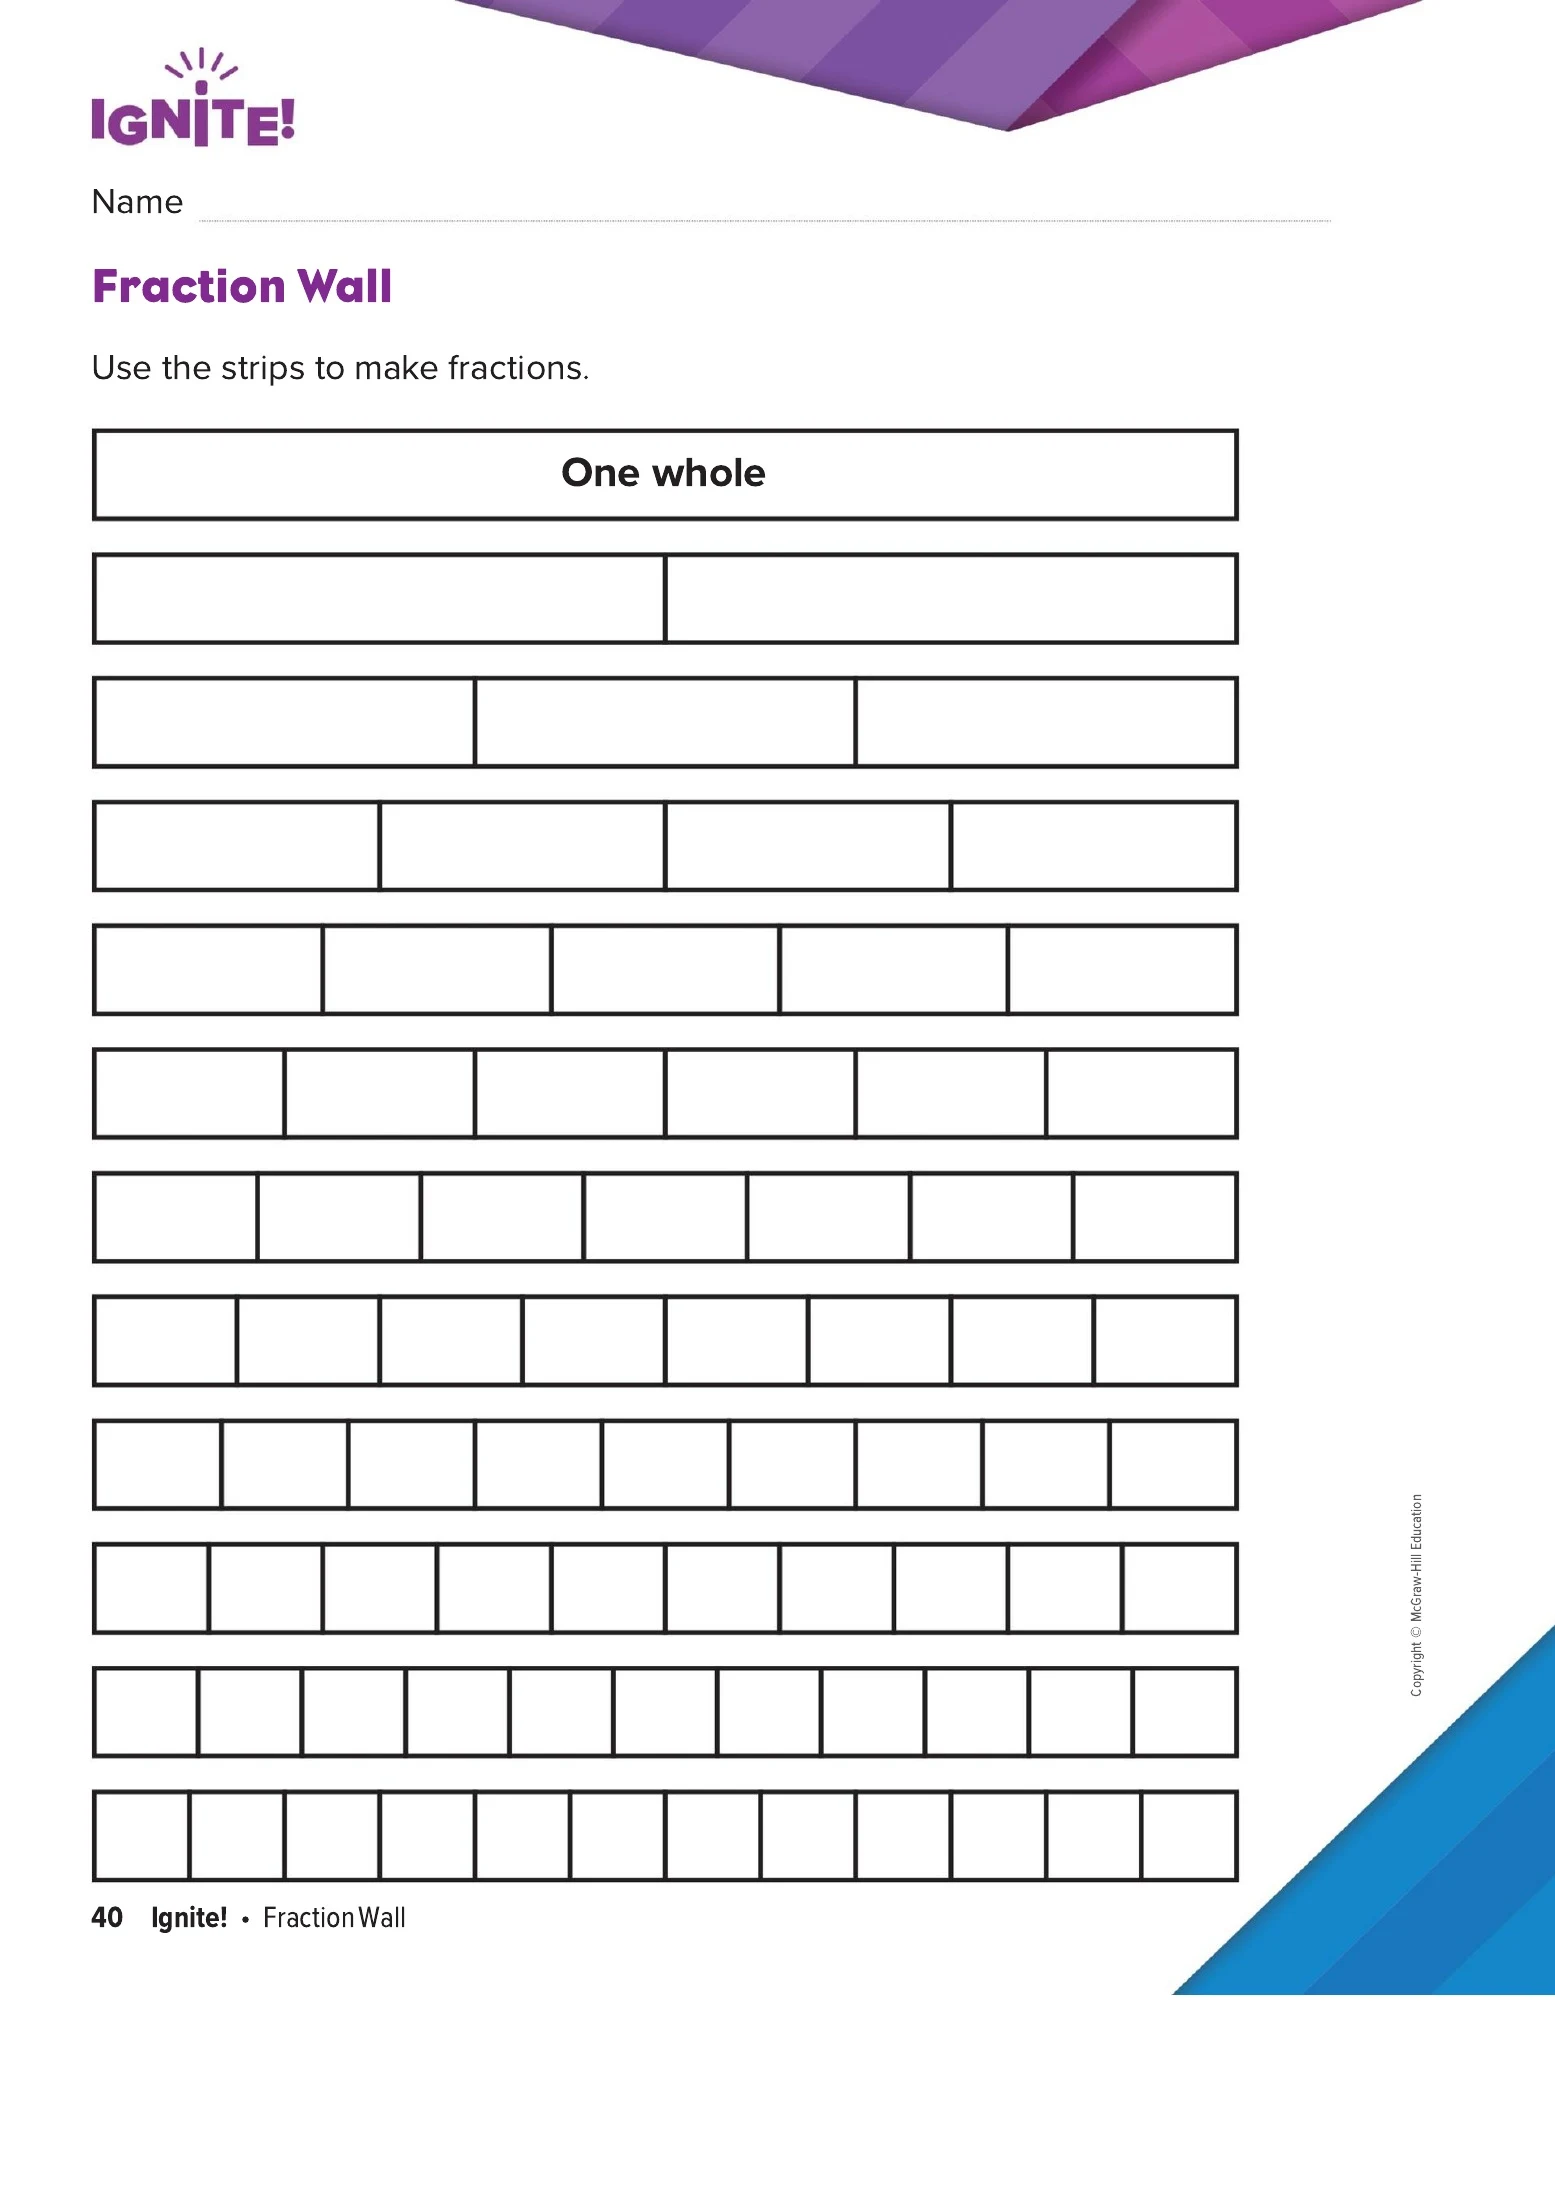 IGNITE!
Name
Fraction Wall
Use the strips to make fractions.
One whole
Copyright © McGraw-Hill Education
40 Ignite! • Fraction Wall